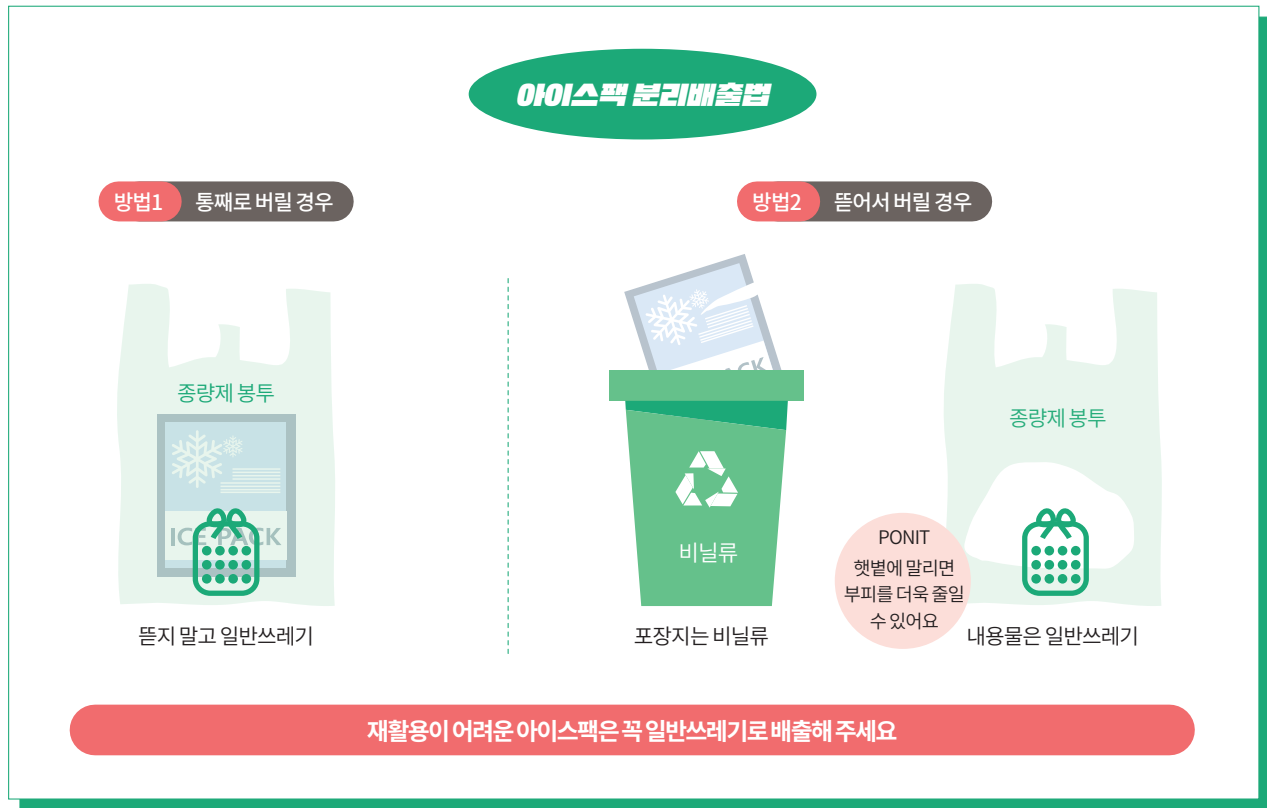 아이스팩 분리배출법
방법1 통째로 버릴 경우
종량제 봉투
ICE PACK
뜯지 말고 일반쓰레기
방법2 뜯어서 버릴 경우
CK
비닐류
포장지는 비닐류
PONIT
햇볕에 말리면
부피를 더욱 줄일
수 있어요
종량제 봉투
내용물은 일반쓰레기
재활용이 어려운 아이스팩은 꼭 일반쓰레기로 배출해 주세요